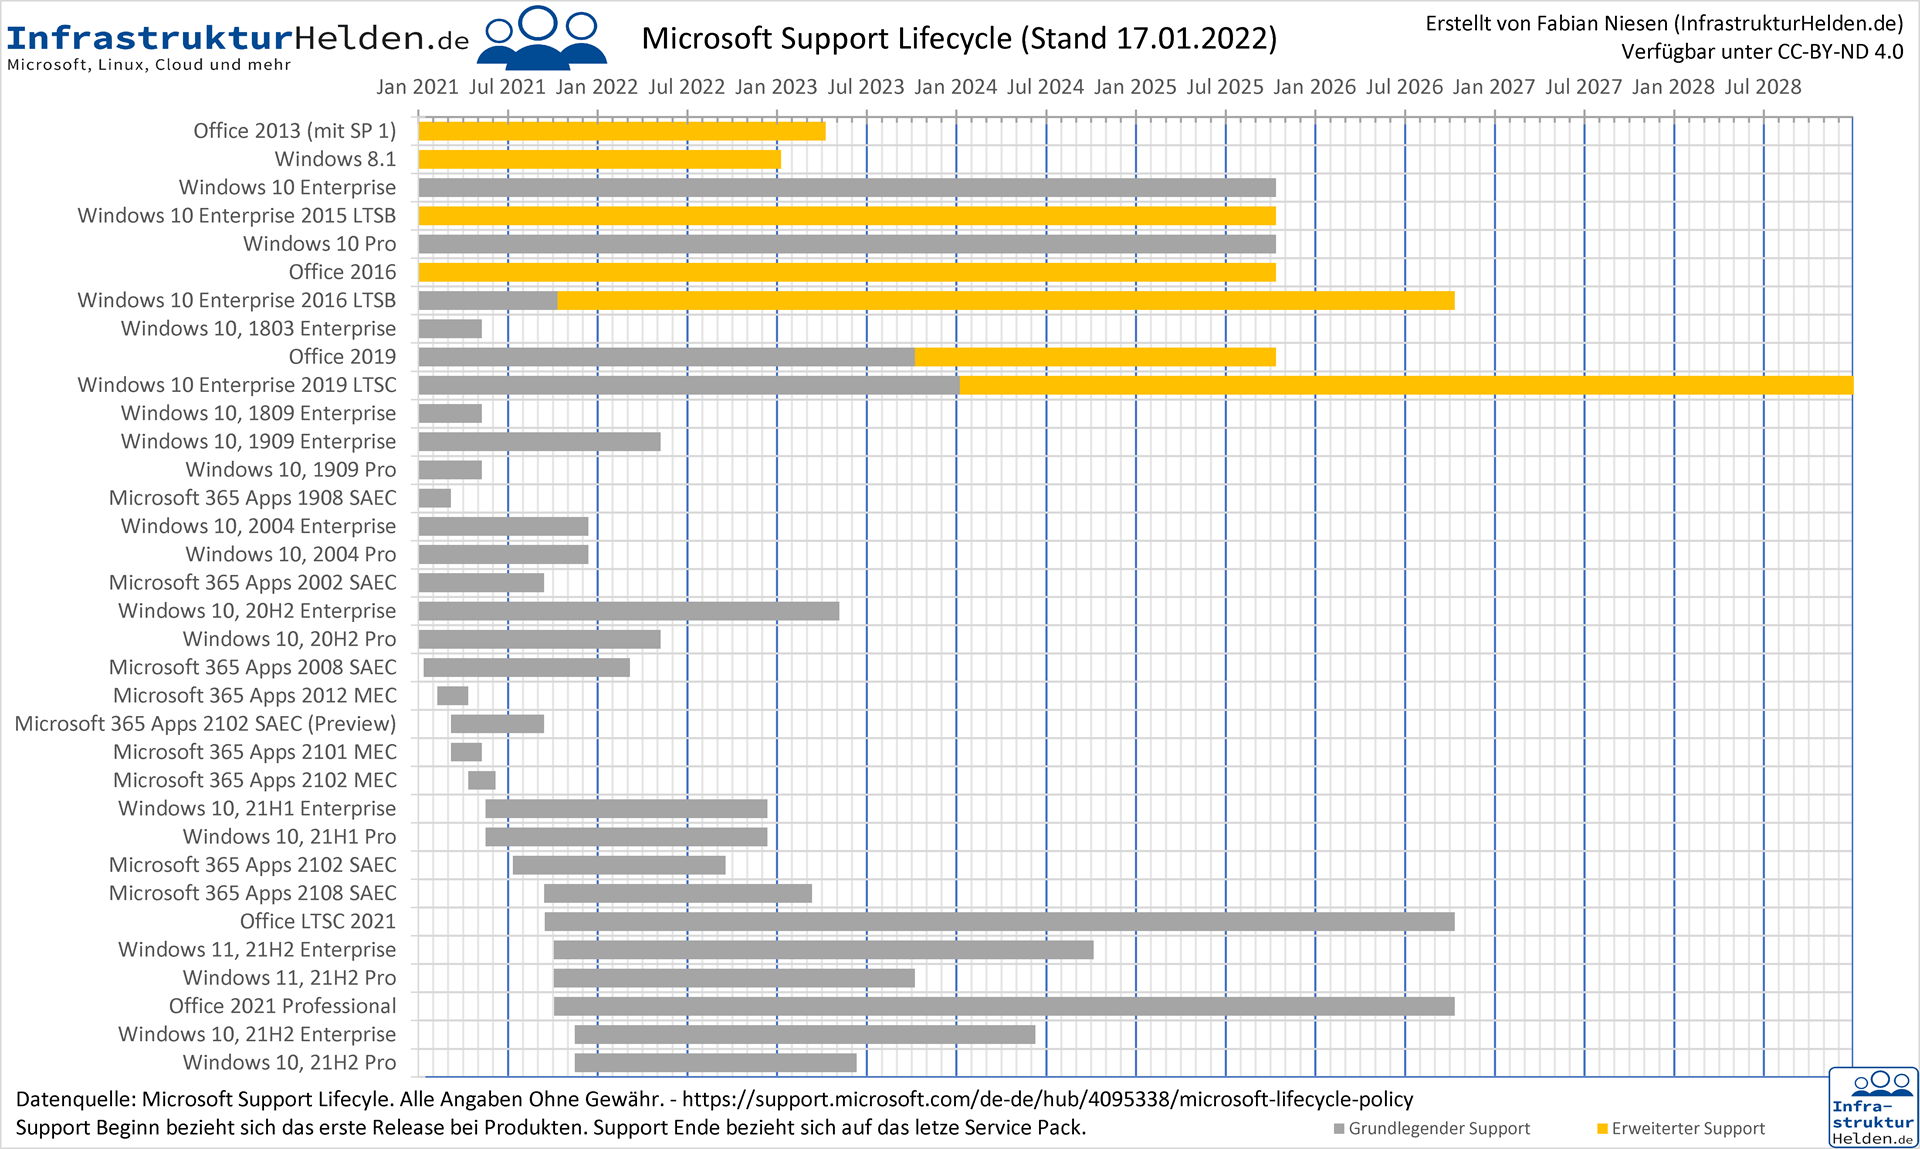 InfrastrukturHelden.de
Microsoft, Linux, Cloud und mehr
Microsoft Support Lifecycle (Stand 17.01.2022)
Erstellt von Fabian Niesen (InfrastrukturHelden.de)
Verfügbar unter CC-BY-ND 4.0
Jan 2021 Jul 2021 Jan 2022 Jul 2022 Jan 2023 Jul 2023 Jan 2024 Jul 2024 Jan 2025 Jul 2025 Jan 2026 Jul 2026 Jan 2027 Jul 2027 Jan 2028 Jul 2028
Office 2013 (mit SP 1)
Windows 8.1
Windows 10 Enterprise
Windows 10 Enterprise 2015 LTSB
Windows 10 Pro
Office 2016
Windows 10 Enterprise 2016 LTSB
Windows 10, 1803 Enterprise
Office 2019
Windows 10 Enterprise 2019 LTSC
Windows 10, 1809 Enterprise
Windows 10, 1909 Enterprise
Windows 10, 1909 Pro
Microsoft 365 Apps 1908 SAEC
Windows 10, 2004 Enterprise
Windows 10, 2004 Pro
Microsoft 365 Apps 2002 SAEC
Windows 10, 20H2 Enterprise
Windows 10, 20H2 Pro
Microsoft 365 Apps 2008 SAEC
Microsoft 365 Apps 2012 MEC
Microsoft 365 Apps 2102 SAEC (Preview)
Microsoft 365 Apps 2101 MEC
Microsoft 365 Apps 2102 MEC
Windows 10, 21H1 Enterprise
Windows 10, 21H1 Pro
Microsoft 365 Apps 2102 SAEC
Microsoft 365 Apps 2108 SAEC
Office LTSC 2021
Windows 11, 21H2 Enterprise
Windows 11, 21H2 Pro
Office 2021 Professional
Windows 10, 21H2 Enterprise
Windows 10, 21H2 Pro
Datenquelle: Microsoft Support Lifecyle. Alle Angaben Ohne Gewähr. - https://support.microsoft.com/de-de/hub/4095338/microsoft-lifecycle-policy
Support Beginn bezieht sich das erste Release bei Produkten. Support Ende bezieht sich auf das letze Service Pack.
Grundlegender Support
Erweiterter Support
Infra-
struktur
Helden.de